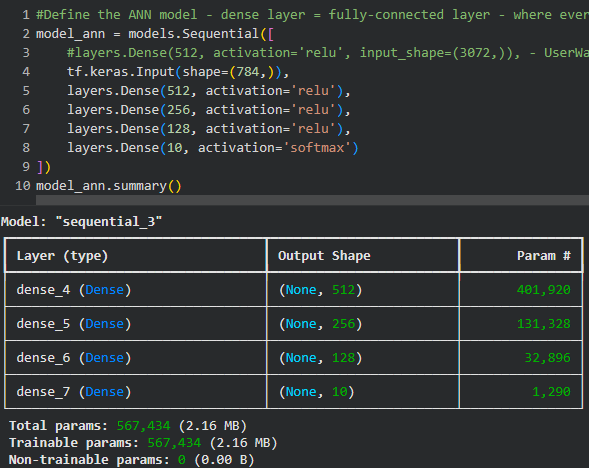 1 #Define the ANN model - dense layer = fully-connected layer - where ever
2 model_ann = models.Sequential([
3     #layers.Dense(512, activation='relu', input_shape=(3072,)), - UserWa
4     tf.keras.Input(shape=(784,)),
5     layers.Dense(512, activation='relu'),
6     layers.Dense(256, activation='relu'),
7     layers.Dense(128, activation='relu'),
8     layers.Dense(10, activation='softmax')
9 ])
10 model_ann.summary()
Model: "sequential_3"
Layer (type) Output Shape Param #
dense_4 (Dense) (None, 512) 401,920
dense_5 (Dense) (None, 256) 131,328
dense_6 (Dense) (None, 128) 32,896
dense_7 (Dense) (None, 10) 1,290
Total params: 567,434 (2.16 MB)
Trainable params: 567,434 (2.16 MB)
Non-trainable params: 0 (0.00 B)